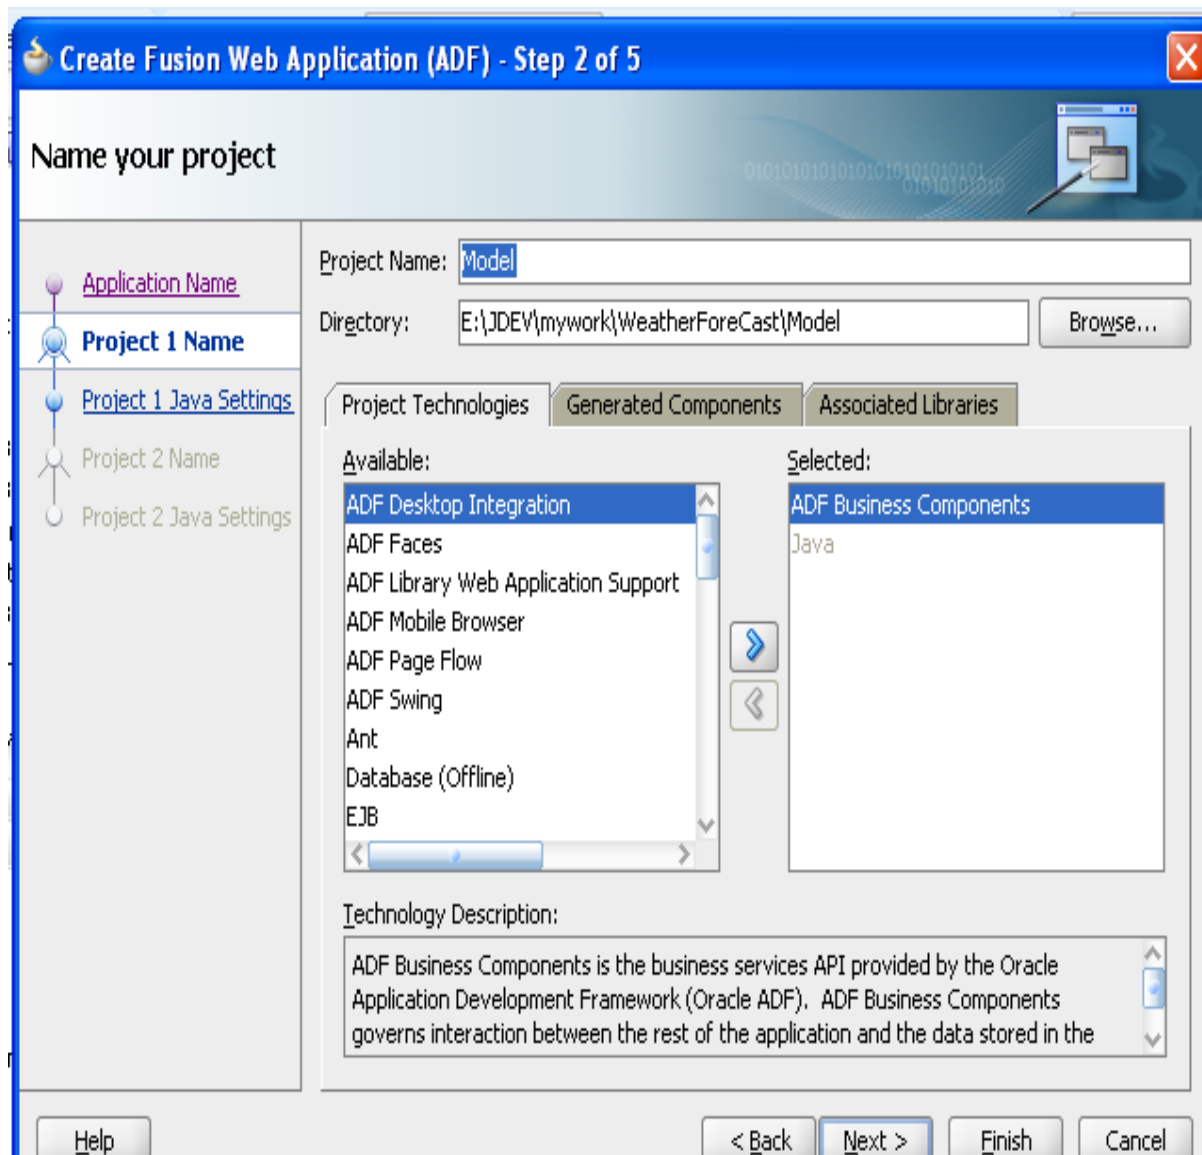 Create Fusion Web Application (ADF) - Step 2 of 5
Name your project
Application Name
Project 1 Name
Project 1 Java Settings
Project 2 Name
Project 2 Java Settings
Project Name: Model
Directory: E:\JDEV\mywork\WeatherForeCast\Model Browse...
Project Technologies Generated Components Associated Libraries
Available:
ADF Desktop Integration
ADF Faces
ADF Library Web Application Support
ADF Mobile Browser
ADF Page Flow
ADF Swing
Ant
Database (Offline)
EJB
Selected:
ADF Business Components
Java
Technology Description:
ADF Business Components is the business services API provided by the Oracle
Application Development Framework (Oracle ADF). ADF Business Components
governs interaction between the rest of the application and the data stored in the
Help < Back Next > Finish Cancel